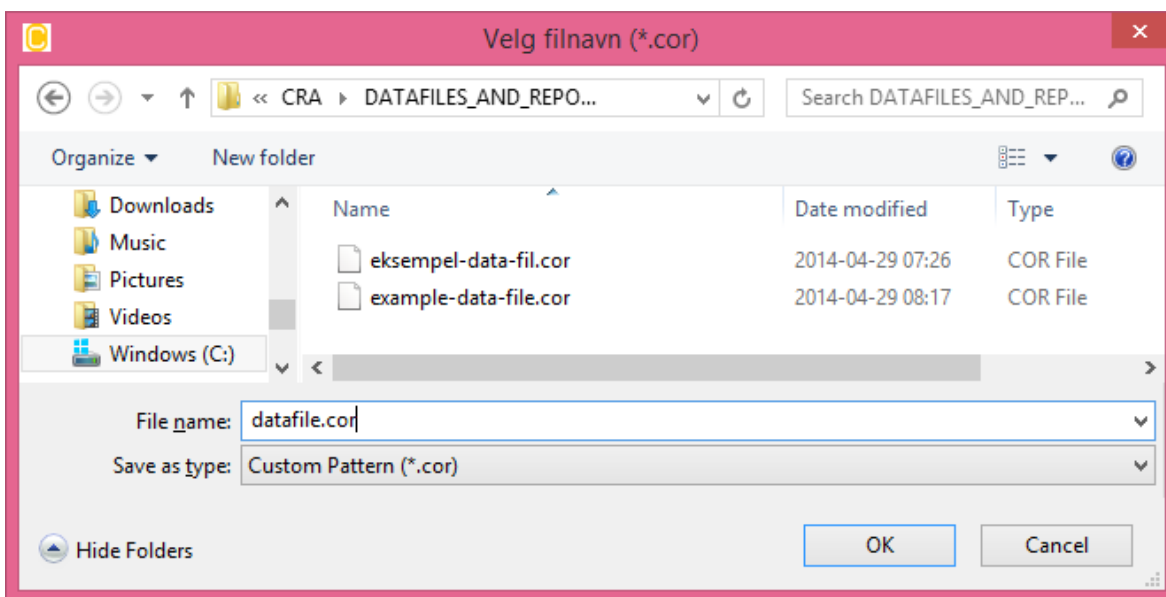 Velg filnavn (*.cor)
« CRA DATAFILES_AND_REPO... Search DATAFILES_AND_REP...
Organize New folder
Downloads
Music
Pictures
Videos
Windows (C:)
Name Date modified Type
eksempel-data-fil.cor 2014-04-29 07:26 COR File
example-data-file.cor 2014-04-29 08:17 COR File
File name: datafile.cor
Save as type: Custom Pattern (*.cor)
Hide Folders OK Cancel